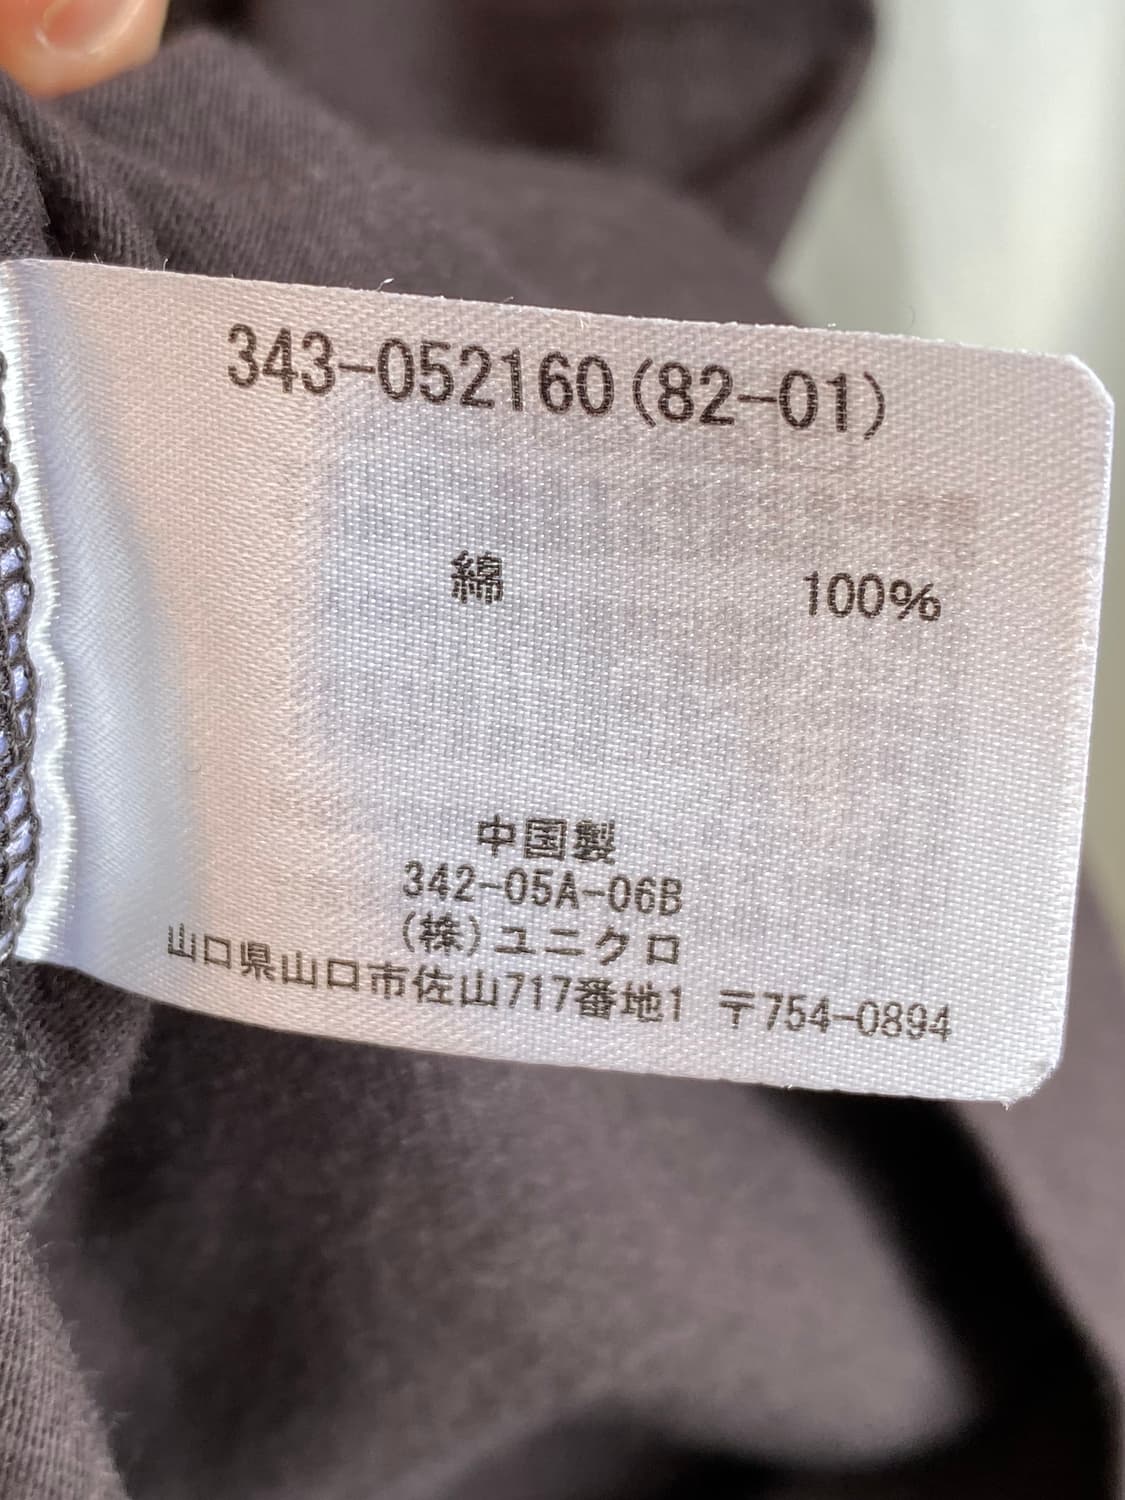 343-052160(82-01)
綿 100%
中国製
342-05A-06B
(株)ユニクロ
山口県山口市佐山717番地1 〒754-0894